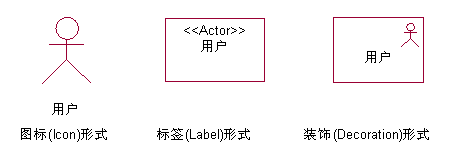 <<Actor>>
用户
用户
用户
图标(Icon)形式
标签(Label)形式
装饰(Decoration)形式